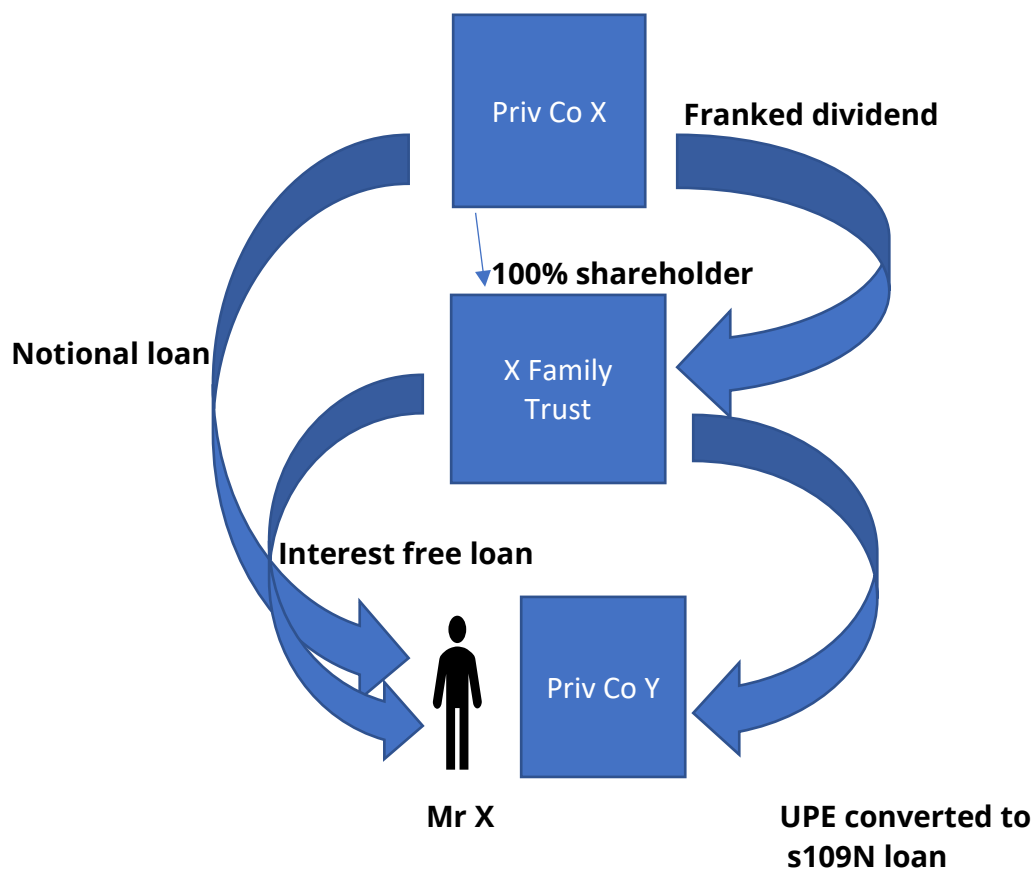 Priv Co X
Franked dividend
100% shareholder
Notional loan
X Family
Trust
Interest free loan
Priv Co Y
Mr X
UPE converted to
s109N loan